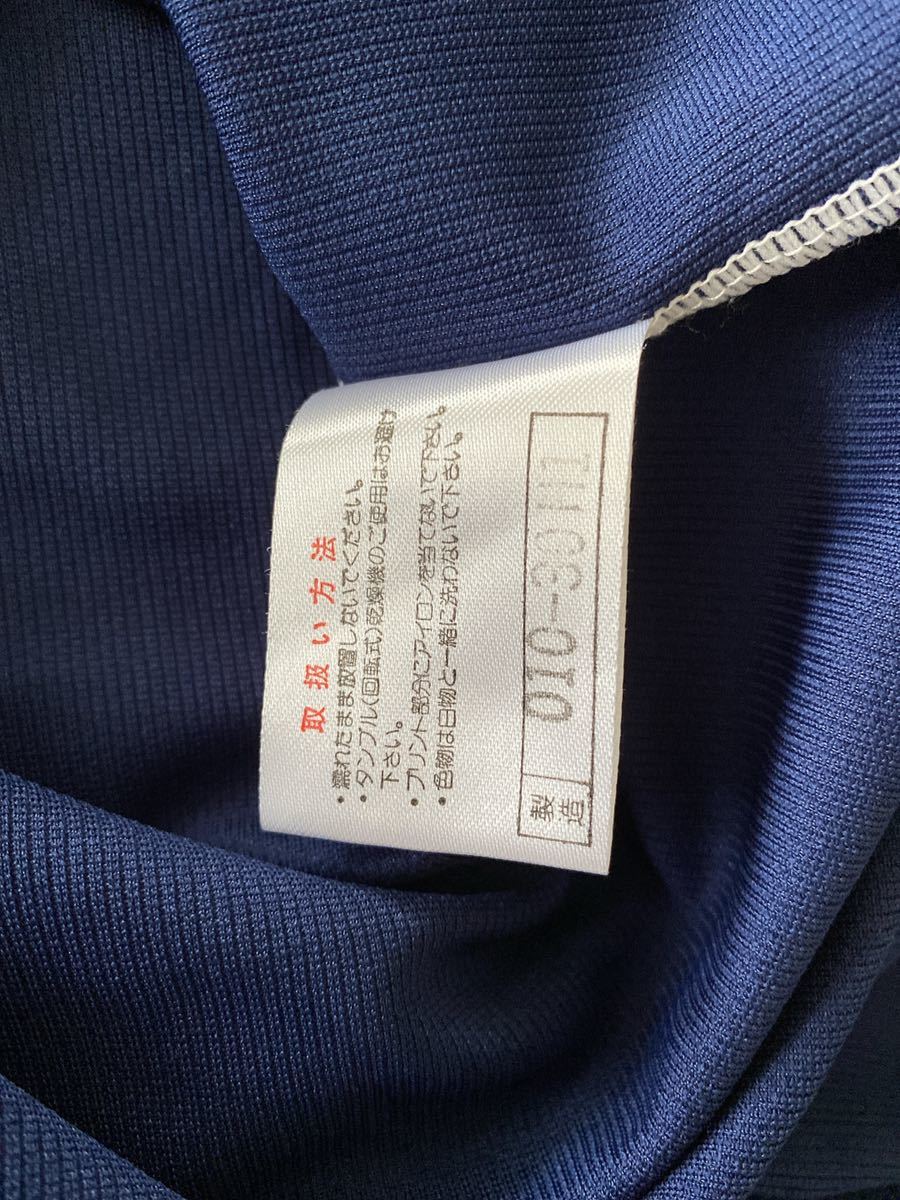 取扱い方法
・濡れたまま放置しないでください。
・タンブル(回転式)乾燥機のご使用はお避け
下さい。
・プリント部分にアイロンを当てないで下さい。
・色物は白物と一緒に洗わないで下さい。
製造 010-30H1